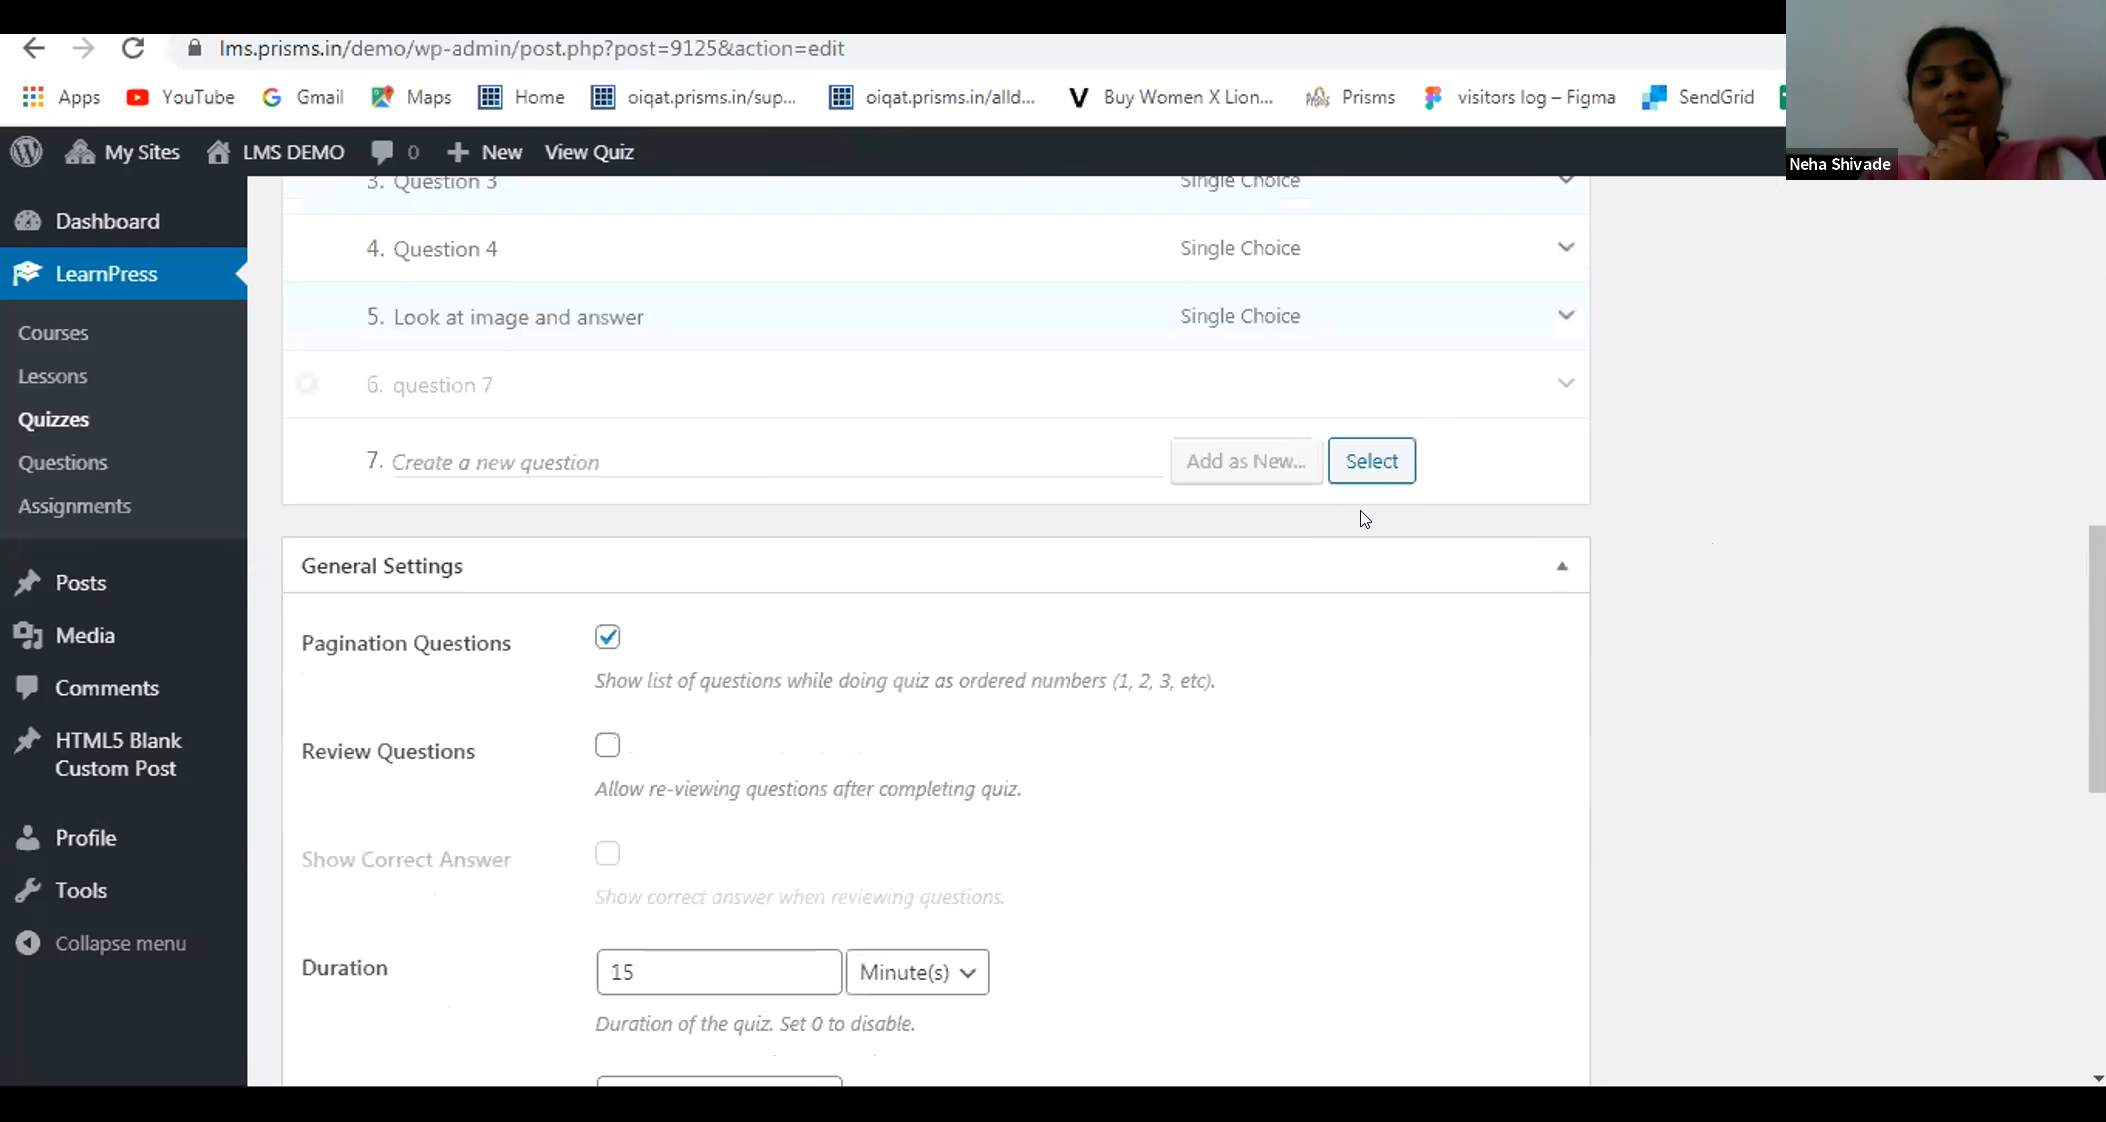 lms.prisms.in/demo/wp-admin/post.php?post=9125&action=edit
Apps YouTube Gmail Maps Home oiqat.prisms.in/sup... oiqat.prisms.in/alld... Buy Women X Lion... Prisms visitors log – Figma SendGrid
My Sites LMS DEMO 0 New View Quiz
Neha Shivade
Dashboard
LearnPress
Courses
Lessons
Quizzes
Questions
Assignments
Posts
Media
Comments
HTML5 Blank
Custom Post
Profile
Tools
Collapse menu
3. Question 3 Single Choice
4. Question 4 Single Choice
5. Look at image and answer Single Choice
6. question 7
7. Create a new question Add as New... Select
General Settings
Pagination Questions
Show list of questions while doing quiz as ordered numbers (1, 2, 3, etc).
Review Questions
Allow re-viewing questions after completing quiz.
Show Correct Answer
Show correct answer when reviewing questions.
Duration 15 Minute(s)
Duration of the quiz. Set 0 to disable.